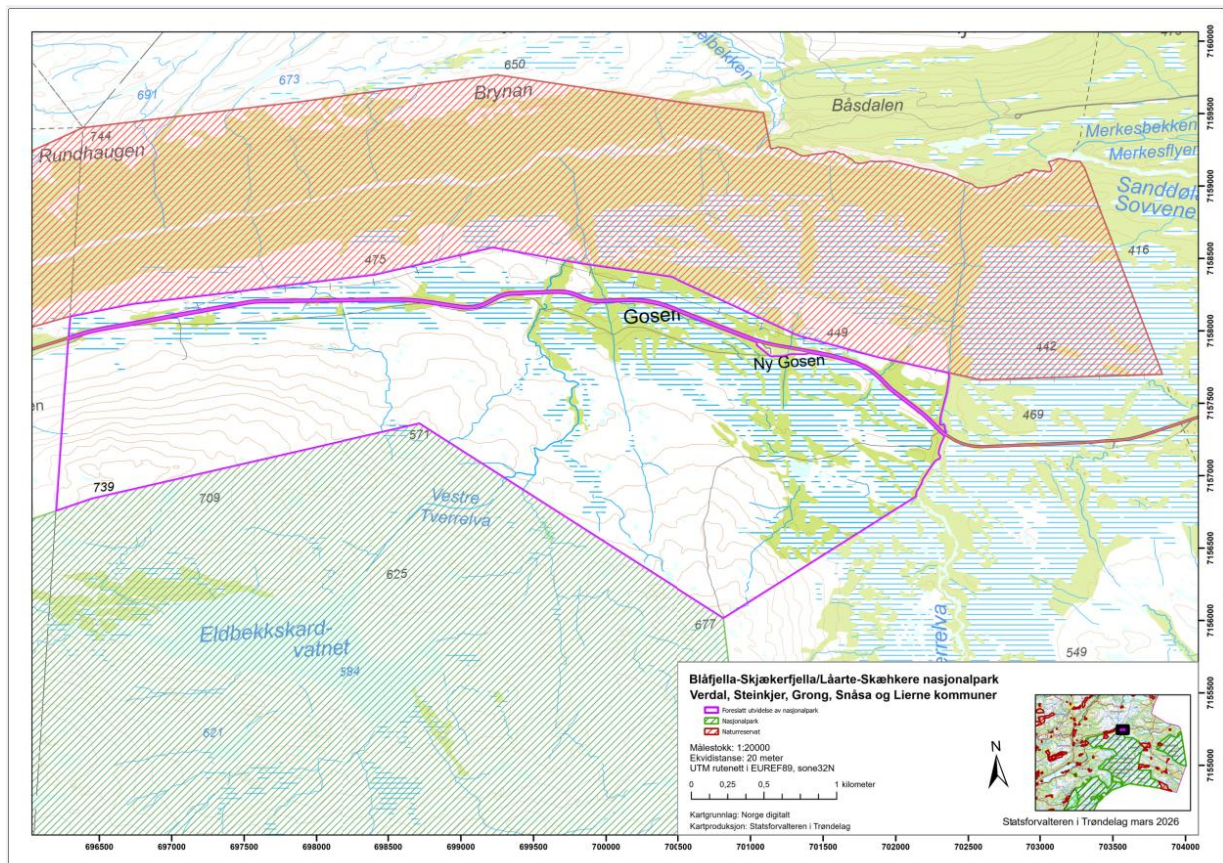 650
673
691
Brynan
Båsdalen
744
Rundhaugen
Merkesbekken
Merkesflyer
Sanddøla
Sovvene
416
475
Gosen
449
442
Ny Gosen
en
469
571
739
709
Vestre
Tverrelva
625
677
Eldbekkskard-
vatnet
584
549
621
Blåfjella-Skjækerfjella/Låarte-Skæhkere nasjonalpark
Verdal, Steinkjer, Grong, Snåsa og Lierne kommuner
Foreslått utvidelse av nasjonalpark
Nasjonalpark
Naturreservat
Målestokk: 1:20000
Ekvidistanse: 20 meter
UTM rutenett i EUREF89, sone32N
0 0,25 0,5 1 kilometer
N
Kartgrunnlag: Norge digitalt
Kartproduksjon: Statsforvalteren i Trøndelag
Statsforvalteren i Trøndelag mars 2026
7160000
7159500
7159000
7158500
7158000
7157500
7157000
7156500
7156000
7155500
7155000
696500 697000 697500 698000 698500 699000 699500 700000 700500 701000 701500 702000 702500 703000 703500 704000